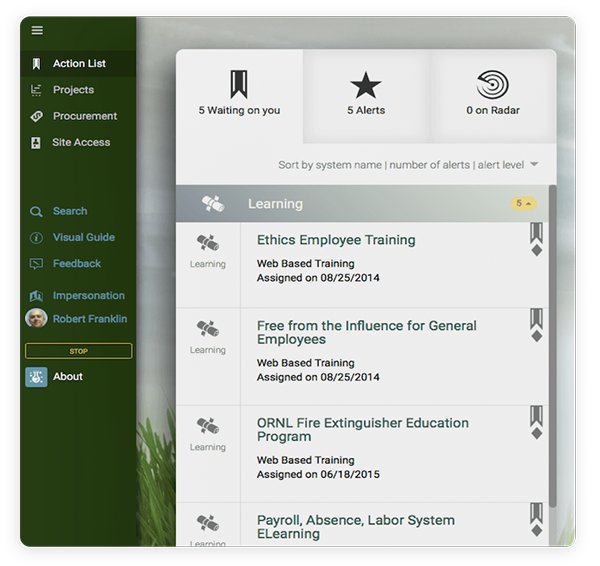 Action List
Projects
Procurement
Site Access
Search
Visual Guide
Feedback
Impersonation
Robert Franklin
STOP
About
5 Waiting on you
5 Alerts
0 on Radar
Sort by system name | number of alerts | alert level
Learning
5
Learning
Ethics Employee Training
Web Based Training
Assigned on 08/25/2014
Learning
Free from the Influence for General
Employees
Web Based Training
Assigned on 08/25/2014
Learning
ORNL Fire Extinguisher Education
Program
Web Based Training
Assigned on 06/18/2015
Learning
Payroll, Absence, Labor System
ELearning